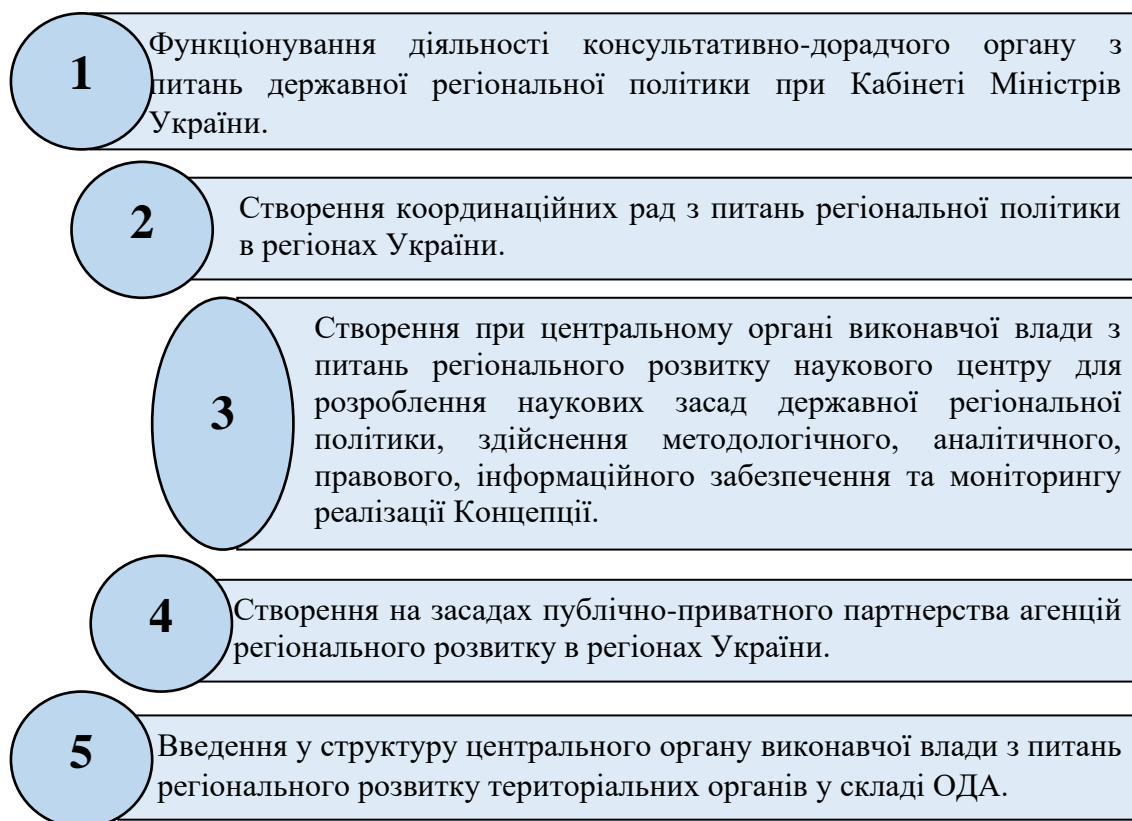 1
Функціонування діяльності консультативно-дорадчого органу з
питань державної регіональної політики при Кабінеті Міністрів
України.
2
Створення координаційних рад з питань регіональної політики
в регіонах України.
3
Створення при центральному органі виконавчої влади з
питань регіонального розвитку наукового центру для
розроблення наукових засад державної регіональної
політики, здійснення методологічного, аналітичного,
правового, інформаційного забезпечення та моніторингу
реалізації Концепції.
4
Створення на засадах публічно-приватного партнерства агенцій
регіонального розвитку в регіонах України.
5
Введення у структуру центрального органу виконавчої влади з питань
регіонального розвитку територіальних органів у складі ОДА.